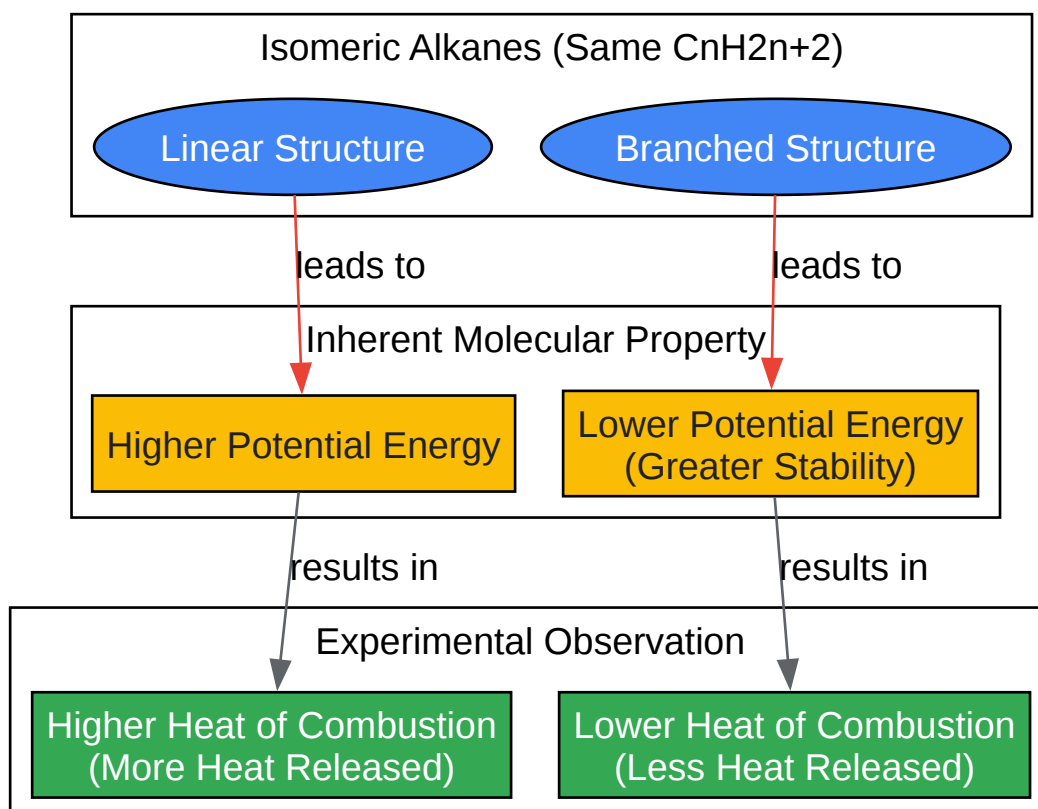 Isomeric Alkanes (Same CnH2n+2)
Linear Structure
Branched Structure
leads to
leads to
Inherent Molecular Property
Higher Potential Energy
Lower Potential Energy
(Greater Stability)
results in
results in
Experimental Observation
Higher Heat of Combustion
(More Heat Released)
Lower Heat of Combustion
(Less Heat Released)